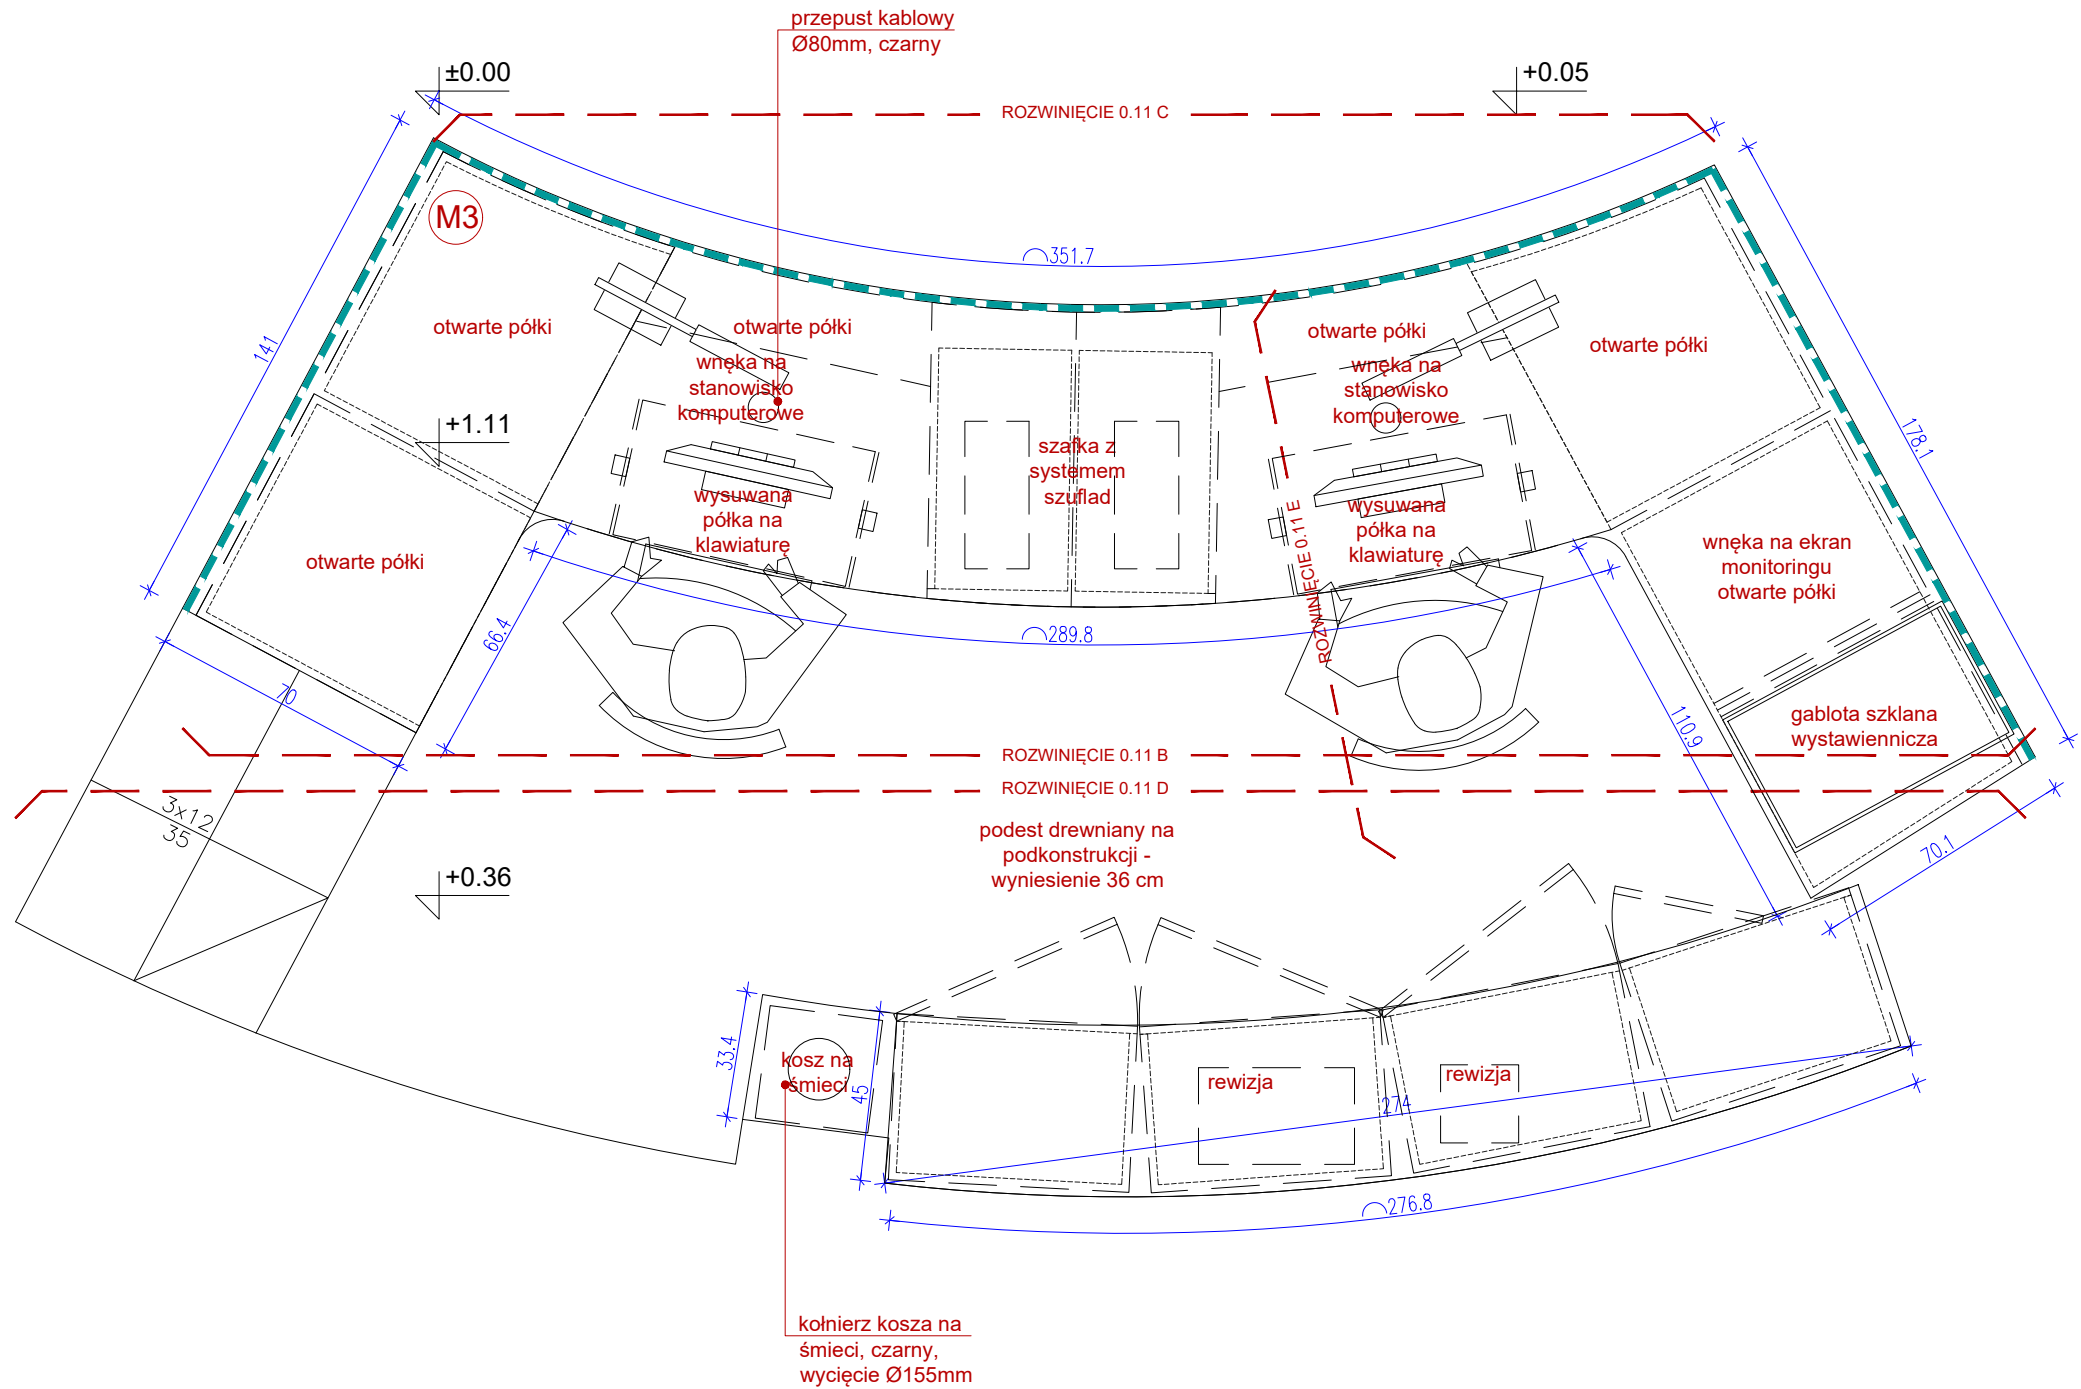 przepust kablowy
Ø80mm, czarny
±0.00
+0.05
ROZWINIĘCIE 0.11 C
M3
351.7
141
otwarte półki
otwarte półki
otwarte półki
otwarte półki
wnęka na
stanowisko
komputerowe
wnęka na
stanowisko
komputerowe
+1.11
178.1
szafka z
systemem
szuflad
wysuwana
półka na
klawiaturę
wysuwana
półka na
klawiaturę
ROZWINIĘCIE 0.11 E
otwarte półki
wnęka na ekran
monitoringu
otwarte półki
66.4
289.8
70
110.9
gablota szklana
wystawiennicza
ROZWINIĘCIE 0.11 B
ROZWINIĘCIE 0.11 D
3x12
35
podest drewniany na
podkonstrukcji -
wyniesienie 36 cm
70.1
+0.36
33.4
kosz na
śmieci
45
rewizja
rewizja
274
276.8
kołnierz kosza na
śmieci, czarny,
wycięcie Ø155mm